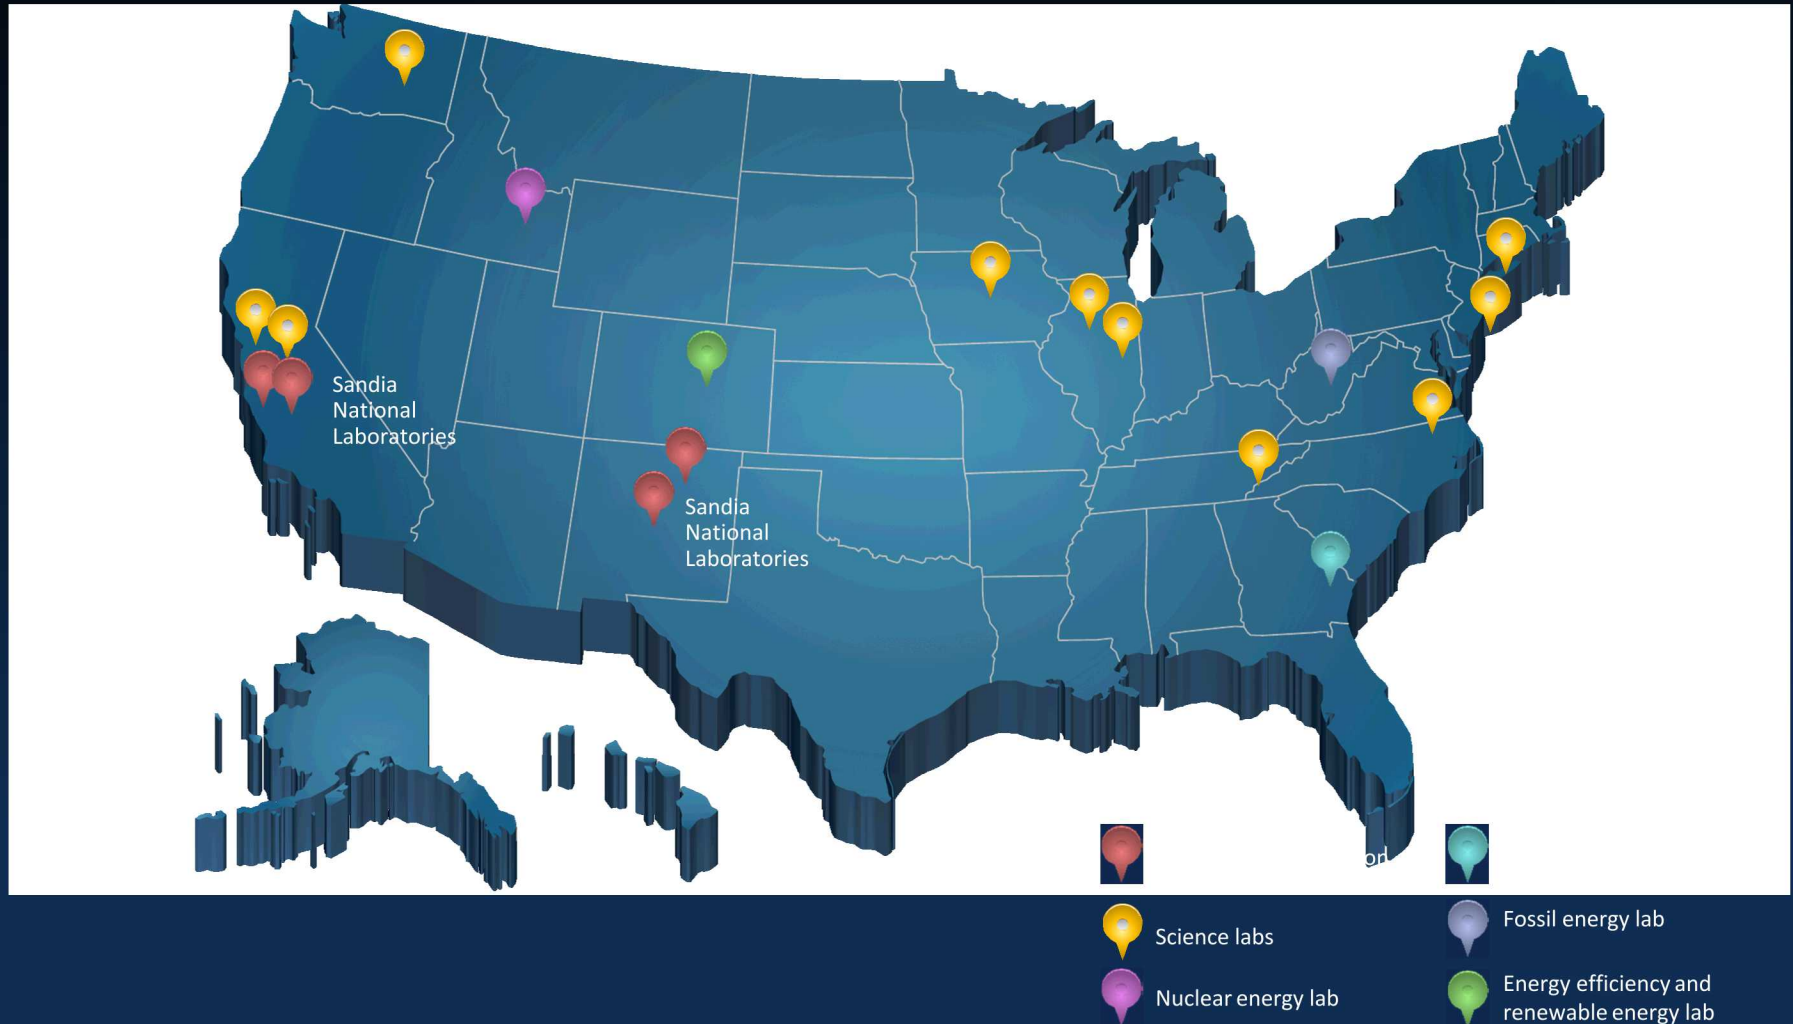 Sandia
National
Laboratories
Sandia
National
Laboratories
Science labs
Nuclear energy lab
Fossil energy lab
Energy efficiency and
renewable energy lab